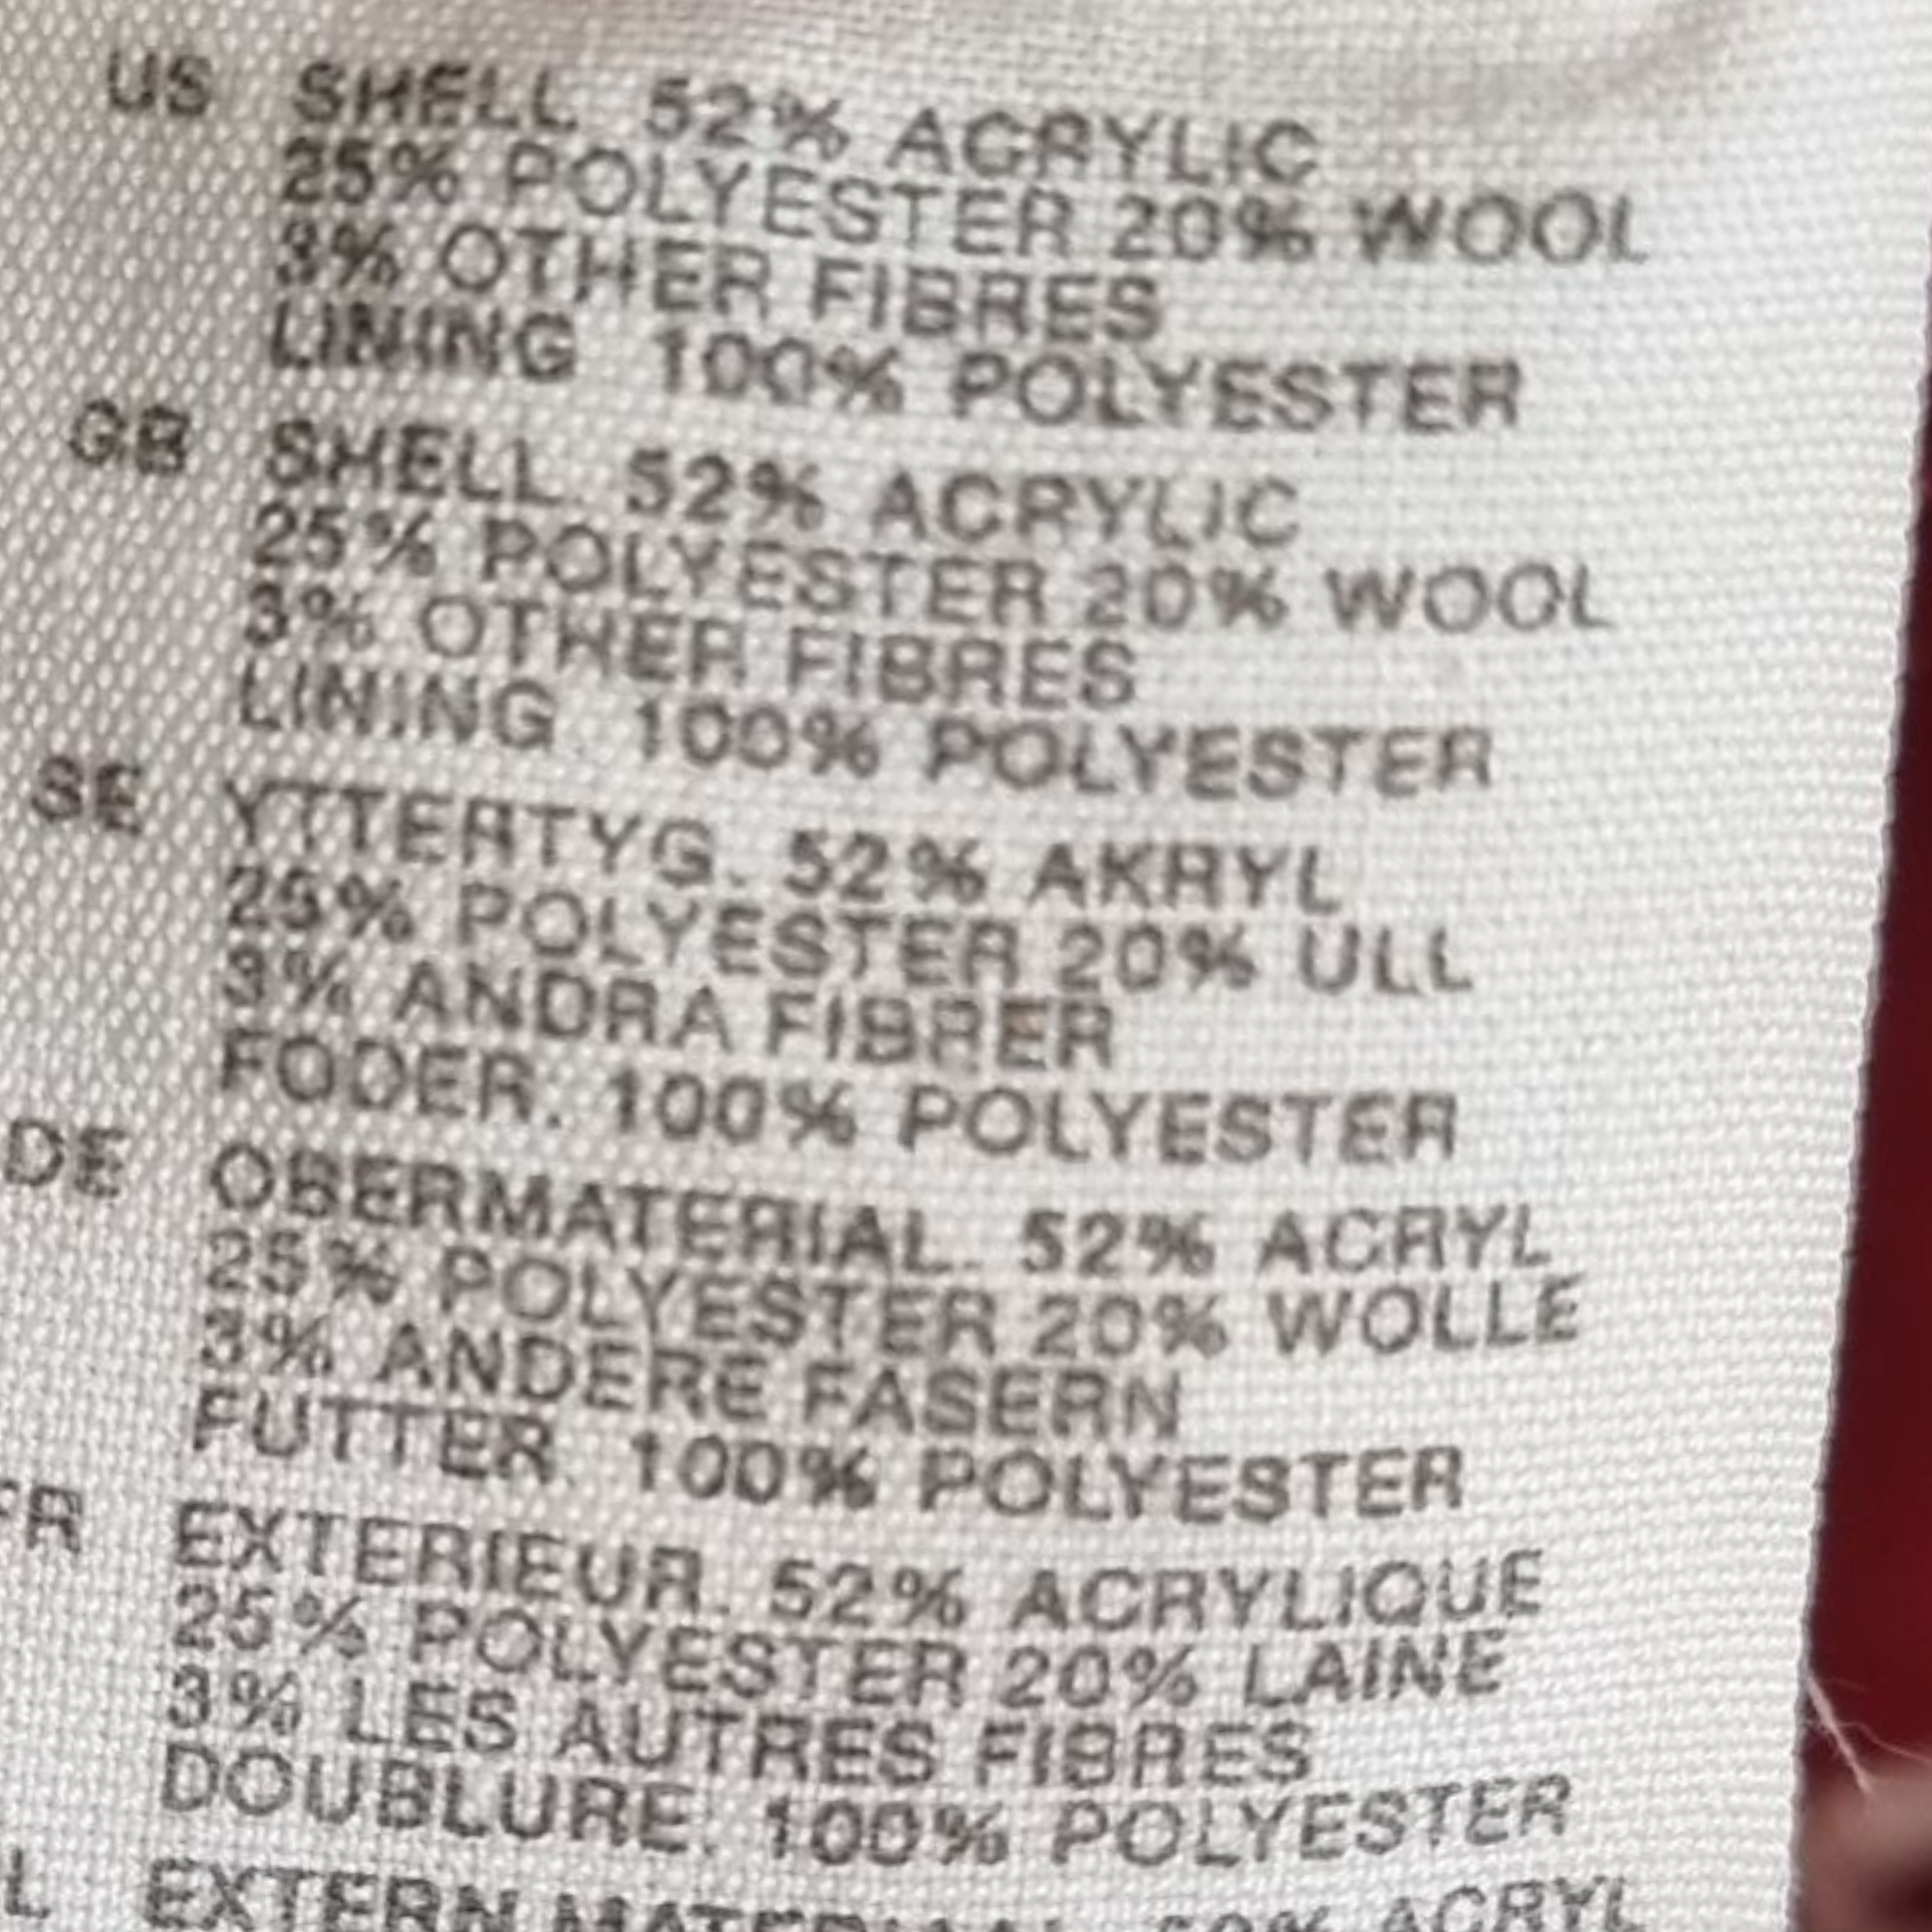 US SHELL. 52% ACRYLIC
25% POLYESTER 20% WOOL
3% OTHER FIBRES
LINING. 100% POLYESTER
GB SHELL. 52% ACRYLIC
25% POLYESTER 20% WOOL
3% OTHER FIBRES
LINING. 100% POLYESTER
SE YTTERTYG. 52% AKRYL
25% POLYESTER 20% ULL
3% ANDRA FIBRER
FODER. 100% POLYESTER
DE OBERMATERIAL. 52% ACRYL
25% POLYESTER 20% WOLLE
3% ANDERE FASERN
FUTTER. 100% POLYESTER
FR EXTERIEUR. 52% ACRYLIQUE
25% POLYESTER 20% LAINE
3% LES AUTRES FIBRES
DOUBLURE. 100% POLYESTER
EXTERN ACRYL